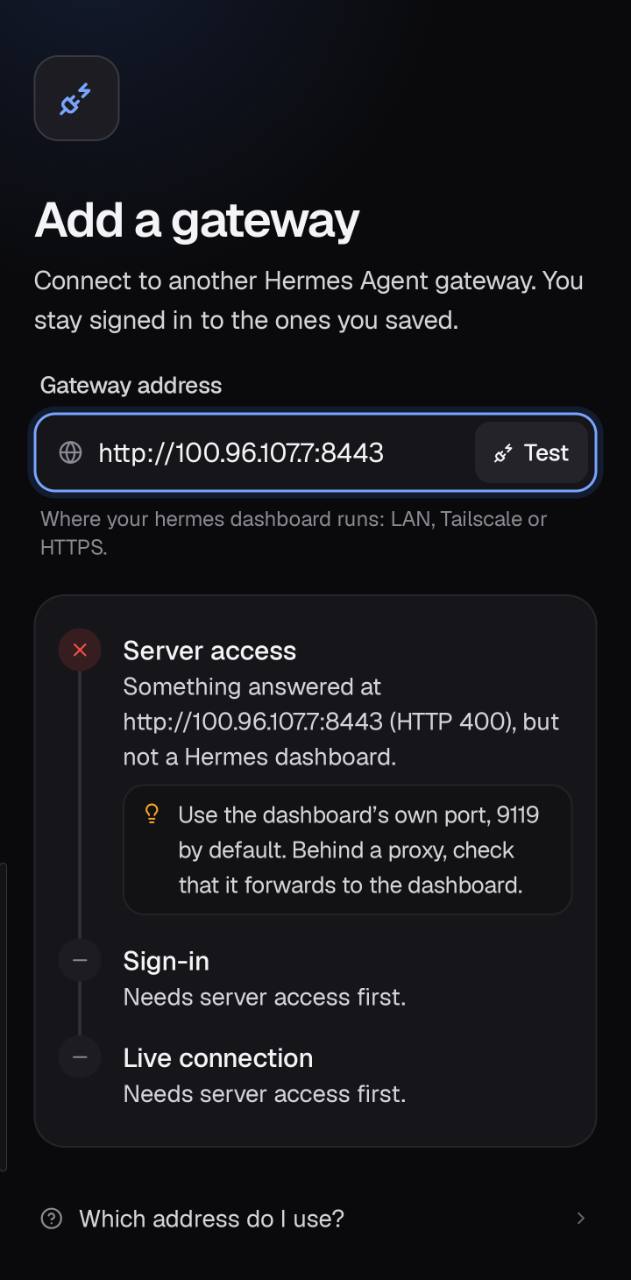 Add a gateway
Connect to another Hermes Agent gateway. You
stay signed in to the ones you saved.
Gateway address
http://100.96.107.7:8443
Test
Where your hermes dashboard runs: LAN, Tailscale or
HTTPS.
Server access
Something answered at
http://100.96.107.7:8443 (HTTP 400), but
not a Hermes dashboard.
Use the dashboard’s own port, 9119
by default. Behind a proxy, check
that it forwards to the dashboard.
Sign-in
Needs server access first.
Live connection
Needs server access first.
Which address do I use?